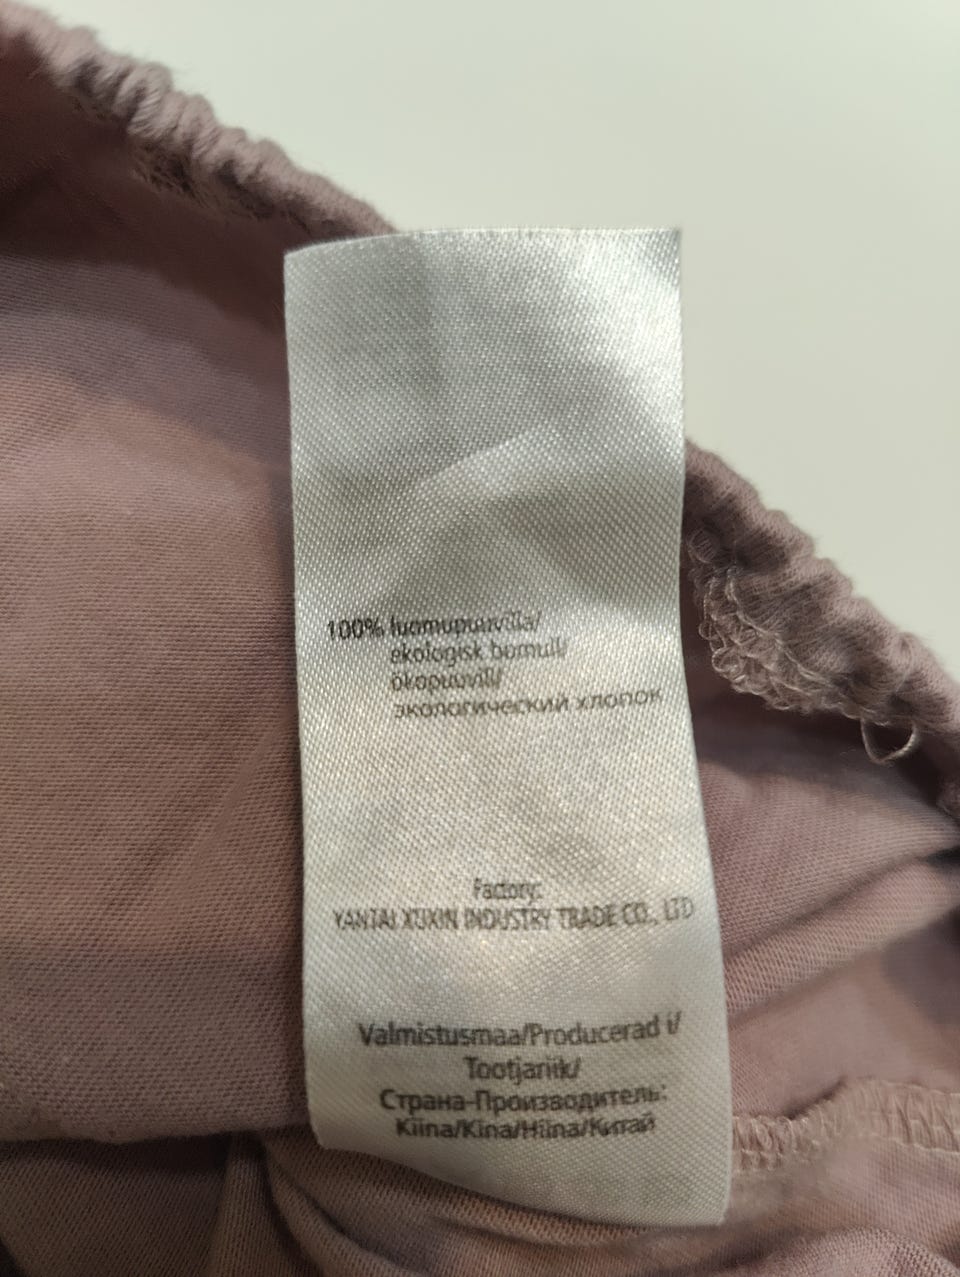 100% luomupuuvilla/
ekologisk bomull/
ökopuuvill/
экологический хлопок
Factory:
YANTAI XUXIN INDUSTRY TRADE CO., LTD
Valmistusmaa/Producerad i/
Tootjariik/
Страна-Производитель:
Kiina/Kina/Hiina/Китай